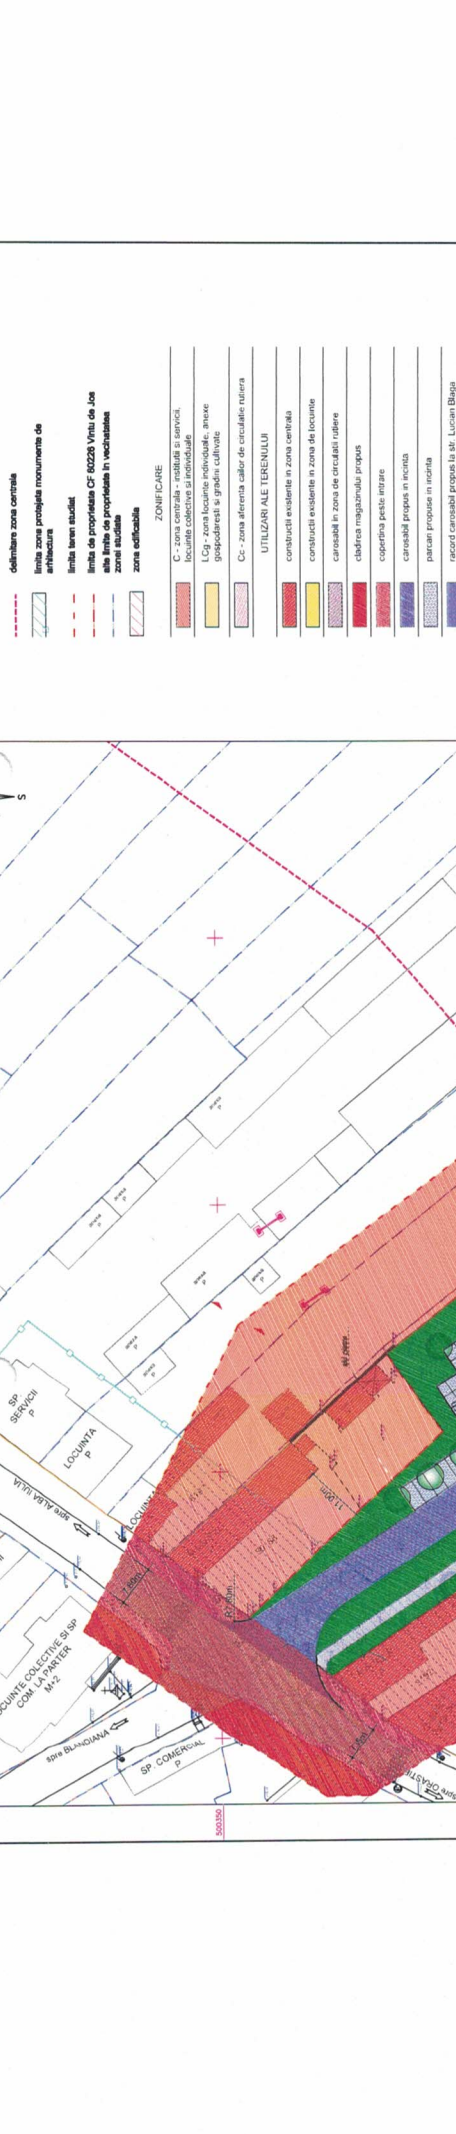 delimitare zona centrala
limita zona protejata monumente de
arhitectura
limita teren studiat
limita de proprietate CF 60226 Vintu de Jos
alte limite de proprietate in vecinatatea
zonei studiate
zona edificabila
ZONIFICARE
C - zona centrala - institutii si servicii,
locuinte colective si individuale
LCg - zona locuinte individuale, anexe
gospodaresti si gradini cultivate
Cc - zona aferenta cailor de circulatie rutiera
UTILIZARI ALE TERENULUI
constructii existente in zona centrala
constructii existente in zona de locuinte
carosabil in zona de circulatii rutiere
cladirea magazinului propus
copertina peste intrare
carosabil propus in incinta
parcari propuse in incinta
racord carosabil propus la str. Lucian Blaga
S
SP.
SERVICII
P
LOCUINTA
P
spre ALBA IULIA
LOCUINTE COLECTIVE SI SP
COM. LA PARTER
M+2
spre BLANDIANA
SP. COMERCIAL
P
11.00m
500350